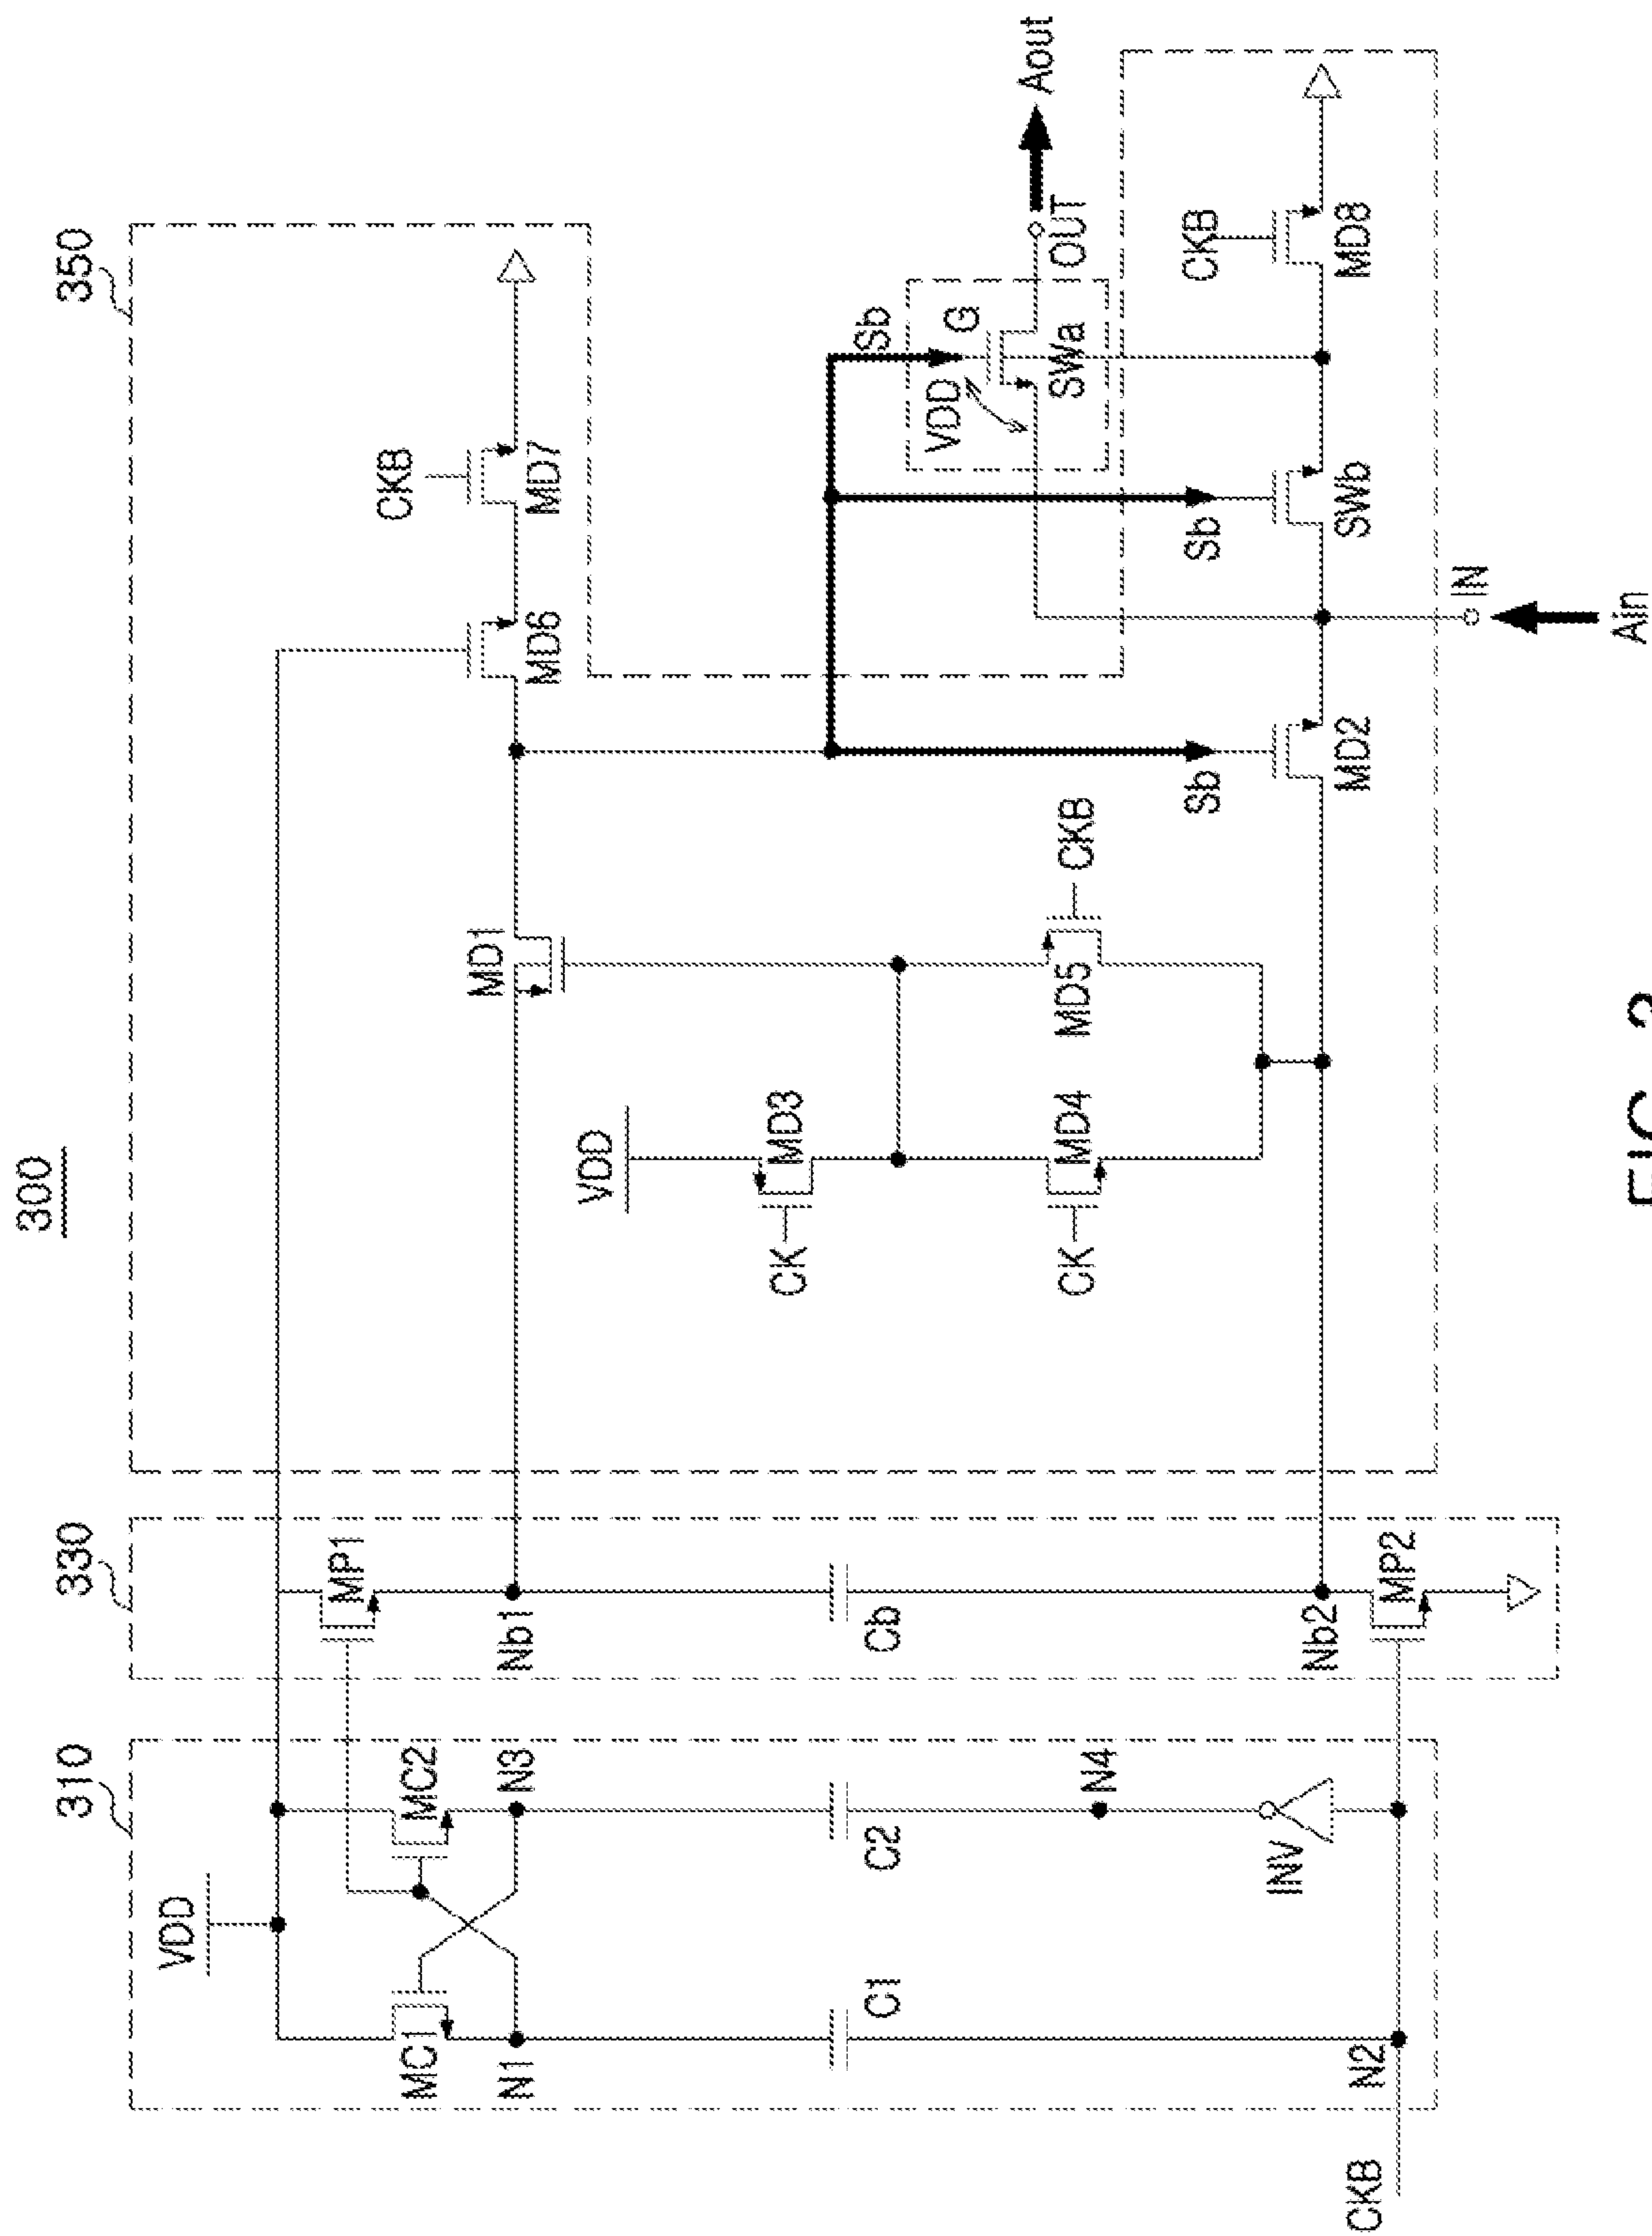 300
310
330
350
VDD
MC1
MC2
N1
N3
C1
C2
N4
INV
N2
CKB
MP1
Nb1
Cb
Nb2
MP2
MD1
VDD
CK
MD3
CK
MD4
MD5
CKB
MD6
CKB
MD7
Sb
MD2
Sb
SWb
Sb
G
VDD
SWa
OUT
Aout
CKB
MD8
IN
Ain